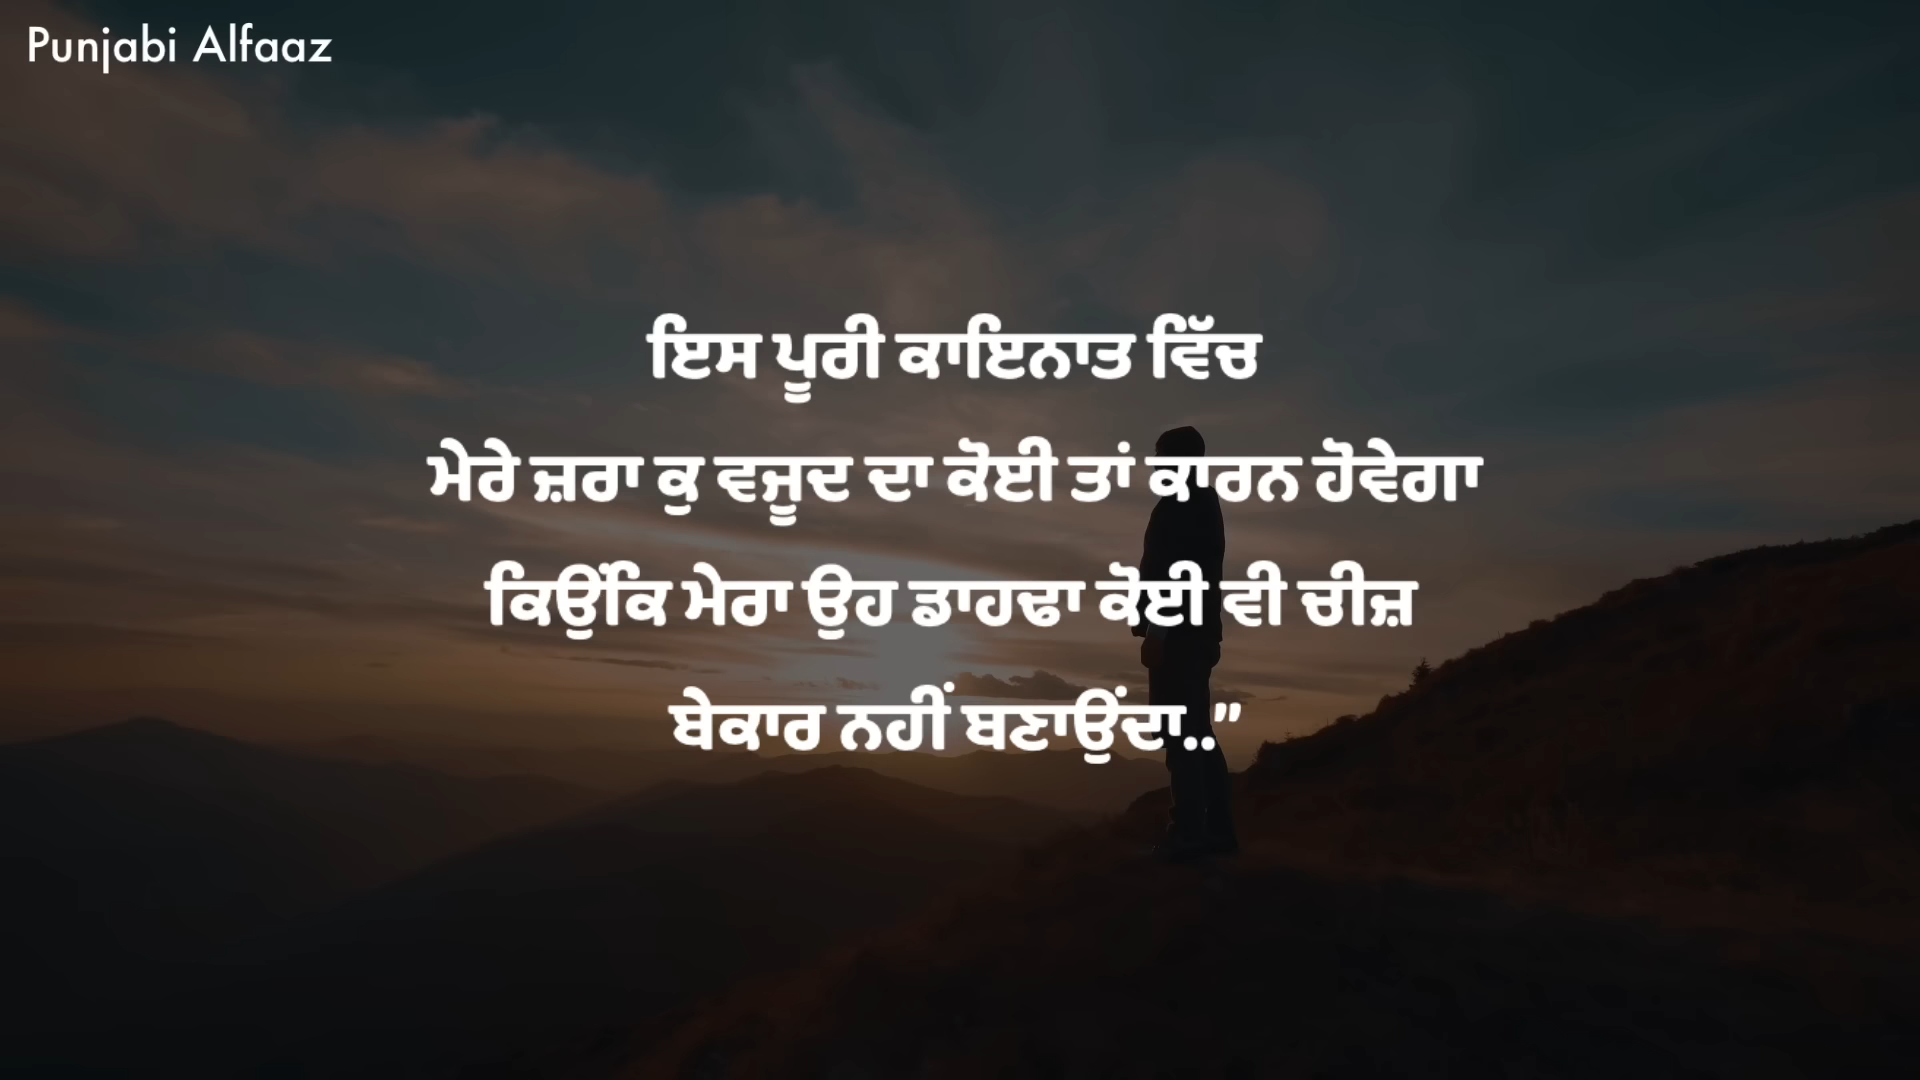 Punjabi Alfaaz
ਇਸ ਪੂਰੀ ਕਾਇਨਾਤ ਵਿੱਚ
ਮੇਰੇ ਜ਼ਰਾ ਕੁ ਵਜੂਦ ਦਾ ਕੋਈ ਤਾਂ ਕਾਰਨ ਹੋਵੇਗਾ
ਕਿਉਂਕਿ ਮੇਰਾ ਉਹ ਡਾਹਢਾ ਕੋਈ ਵੀ ਚੀਜ਼
ਬੇਕਾਰ ਨਹੀਂ ਬਣਾਉਂਦਾ.."